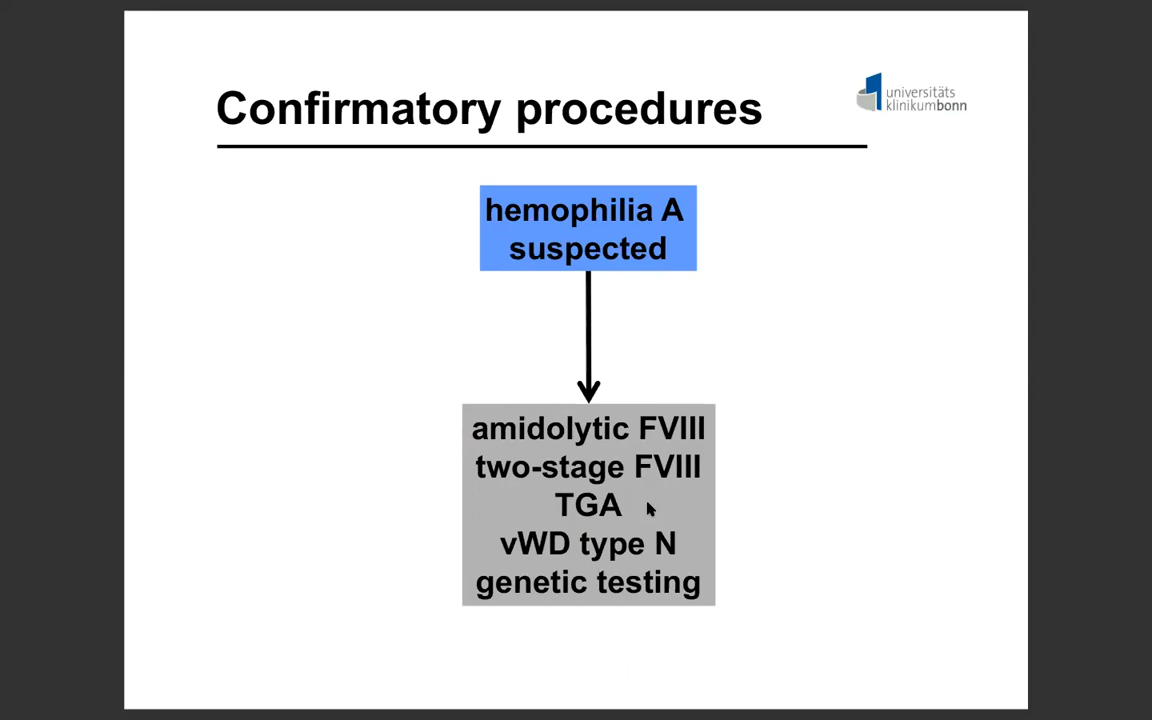 Confirmatory procedures
universitäts
klinikumbonn
hemophilia A
suspected
amidolytic FVIII
two-stage FVIII
TGA
vWD type N
genetic testing